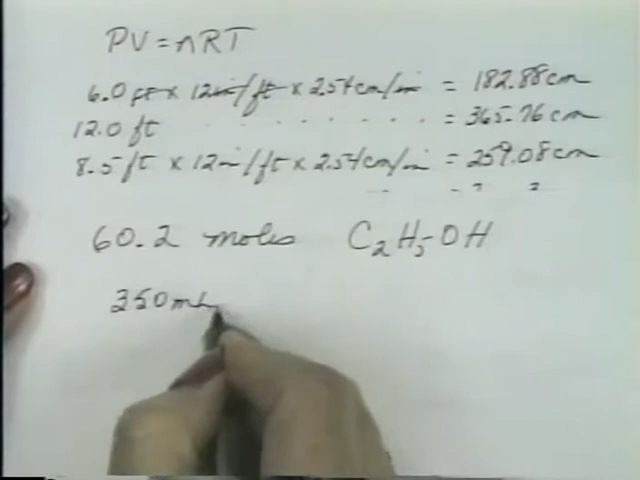 PV = nRT
6.0 ft x 12 in/ft x 2.54 cm/in = 182.88 cm
12.0 ft . . . . . . . = 365.76 cm
8.5 ft x 12 in/ft x 2.54 cm/in = 259.08 cm
60.2 moles C₂H₅OH
350 mL